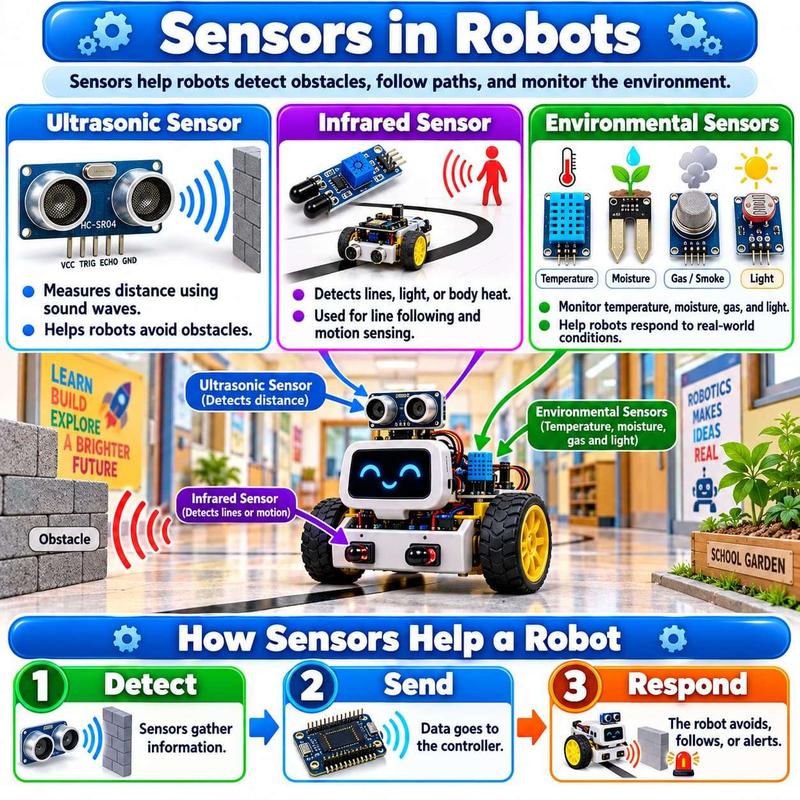 Sensors in Robots
Sensors help robots detect obstacles, follow paths, and monitor the environment.
Ultrasonic Sensor
HC-SR04
VCC TRIG ECHO GND
Measures distance using
sound waves.
Helps robots avoid obstacles.
Infrared Sensor
Detects lines, light, or body heat.
Used for line following and
motion sensing.
Environmental Sensors
Temperature
Moisture
Gas / Smoke
Light
Monitor temperature, moisture, gas, and light.
Help robots respond to real-world
conditions.
LEARN
BUILD
EXPLORE
A BRIGHTER
FUTURE
Ultrasonic Sensor
(Detects distance)
Environmental Sensors
(Temperature, moisture,
gas and light)
ROBOTICS
MAKES
IDEAS
REAL
Infrared Sensor
(Detects lines or motion)
Obstacle
SCHOOL GARDEN
How Sensors Help a Robot
1 Detect
Sensors gather
information.
2 Send
Data goes to
the controller.
3 Respond
The robot avoids,
follows, or alerts.